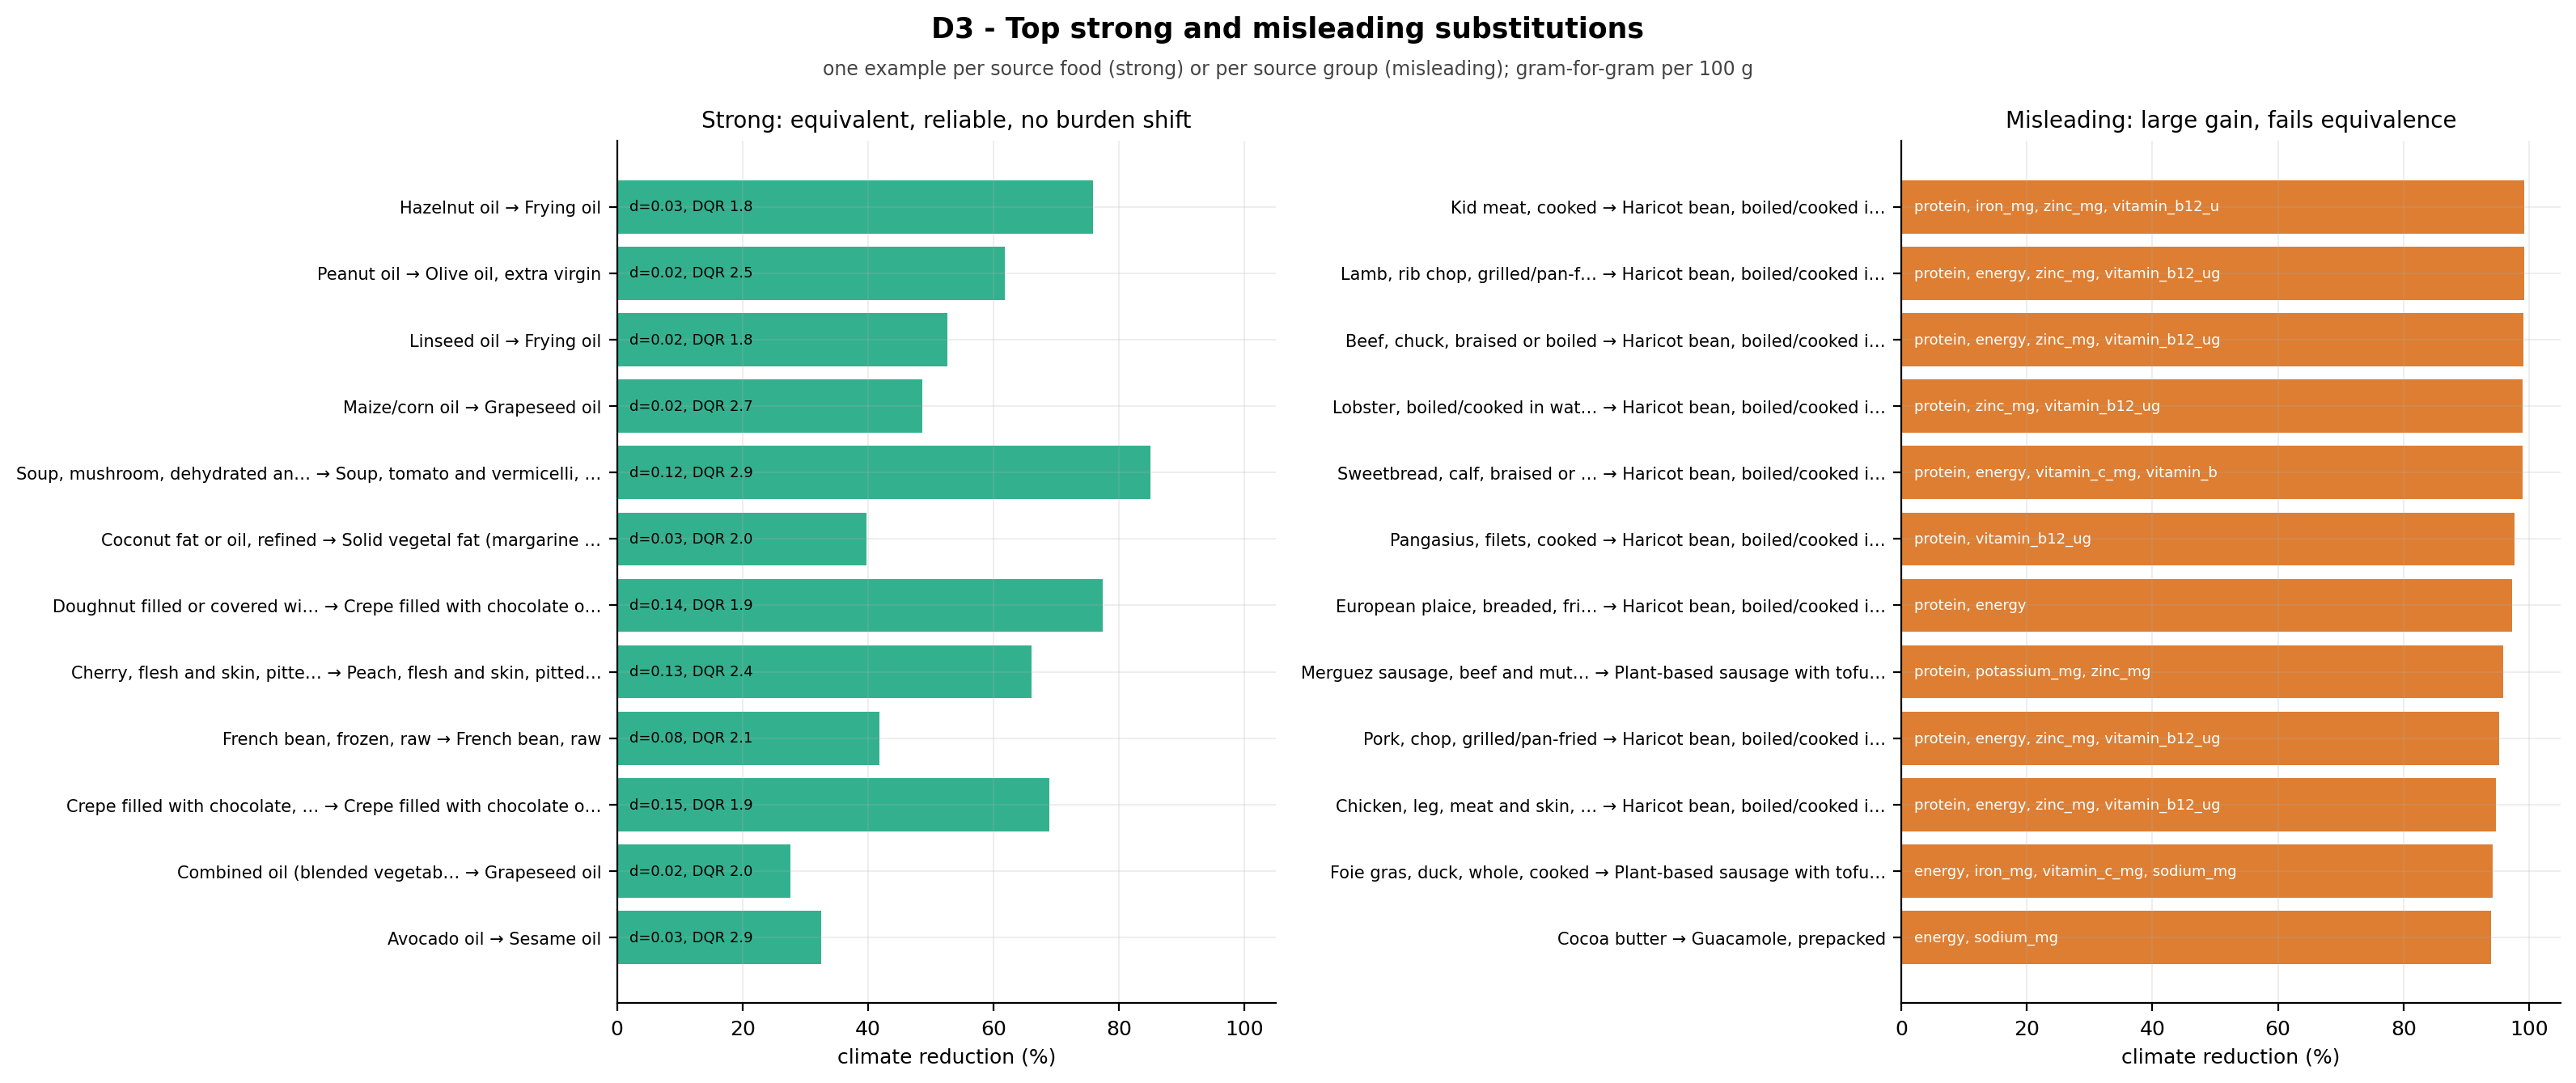 D3 - Top strong and misleading substitutions
one example per source food (strong) or per source group (misleading); gram-for-gram per 100 g
Strong: equivalent, reliable, no burden shift
Hazelnut oil → Frying oil
d=0.03, DQR 1.8
Peanut oil → Olive oil, extra virgin
d=0.02, DQR 2.5
Linseed oil → Frying oil
d=0.02, DQR 1.8
Maize/corn oil → Grapeseed oil
d=0.02, DQR 2.7
Soup, mushroom, dehydrated an… → Soup, tomato and vermicelli, …
d=0.12, DQR 2.9
Coconut fat or oil, refined → Solid vegetal fat (margarine …
d=0.03, DQR 2.0
Doughnut filled or covered wi… → Crepe filled with chocolate o…
d=0.14, DQR 1.9
Cherry, flesh and skin, pitte… → Peach, flesh and skin, pitted…
d=0.13, DQR 2.4
French bean, frozen, raw → French bean, raw
d=0.08, DQR 2.1
Crepe filled with chocolate, … → Crepe filled with chocolate o…
d=0.15, DQR 1.9
Combined oil (blended vegetab… → Grapeseed oil
d=0.02, DQR 2.0
Avocado oil → Sesame oil
d=0.03, DQR 2.9
0 20 40 60 80 100
climate reduction (%)
Misleading: large gain, fails equivalence
Kid meat, cooked → Haricot bean, boiled/cooked i…
protein, iron_mg, zinc_mg, vitamin_b12_u
Lamb, rib chop, grilled/pan-f… → Haricot bean, boiled/cooked i…
protein, energy, zinc_mg, vitamin_b12_ug
Beef, chuck, braised or boiled → Haricot bean, boiled/cooked i…
protein, energy, zinc_mg, vitamin_b12_ug
Lobster, boiled/cooked in wat… → Haricot bean, boiled/cooked i…
protein, zinc_mg, vitamin_b12_ug
Sweetbread, calf, braised or … → Haricot bean, boiled/cooked i…
protein, energy, vitamin_c_mg, vitamin_b
Pangasius, filets, cooked → Haricot bean, boiled/cooked i…
protein, vitamin_b12_ug
European plaice, breaded, fri… → Haricot bean, boiled/cooked i…
protein, energy
Merguez sausage, beef and mut… → Plant-based sausage with tofu…
protein, potassium_mg, zinc_mg
Pork, chop, grilled/pan-fried → Haricot bean, boiled/cooked i…
protein, energy, zinc_mg, vitamin_b12_ug
Chicken, leg, meat and skin, … → Haricot bean, boiled/cooked i…
protein, energy, zinc_mg, vitamin_b12_ug
Foie gras, duck, whole, cooked → Plant-based sausage with tofu…
energy, iron_mg, vitamin_c_mg, sodium_mg
Cocoa butter → Guacamole, prepacked
energy, sodium_mg
0 20 40 60 80 100
climate reduction (%)